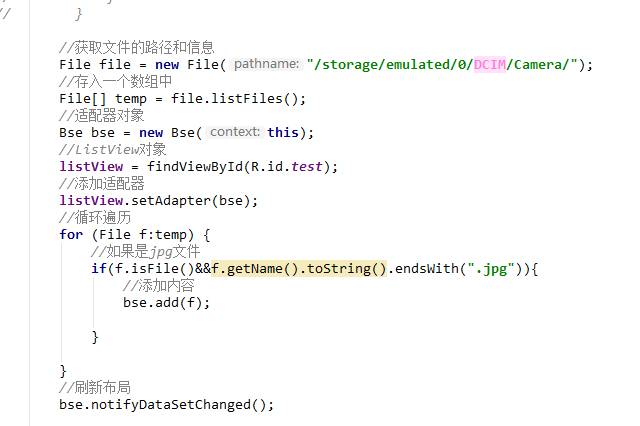 //        }
//获取文件的路径和信息
File file = new File( pathname: "/storage/emulated/0/DCIM/Camera/");
//存入一个数组中
File[] temp = file.listFiles();
//适配器对象
Bse bse = new Bse( context: this);
//ListView对象
listView = findViewById(R.id.test);
//添加适配器
listView.setAdapter(bse);
//循环遍历
for (File f:temp) {
//如果是jpg文件
if(f.isFile()&&f.getName().toString().endsWith(".jpg")){
//添加内容
bse.add(f);
}
}
//刷新布局
bse.notifyDataSetChanged();